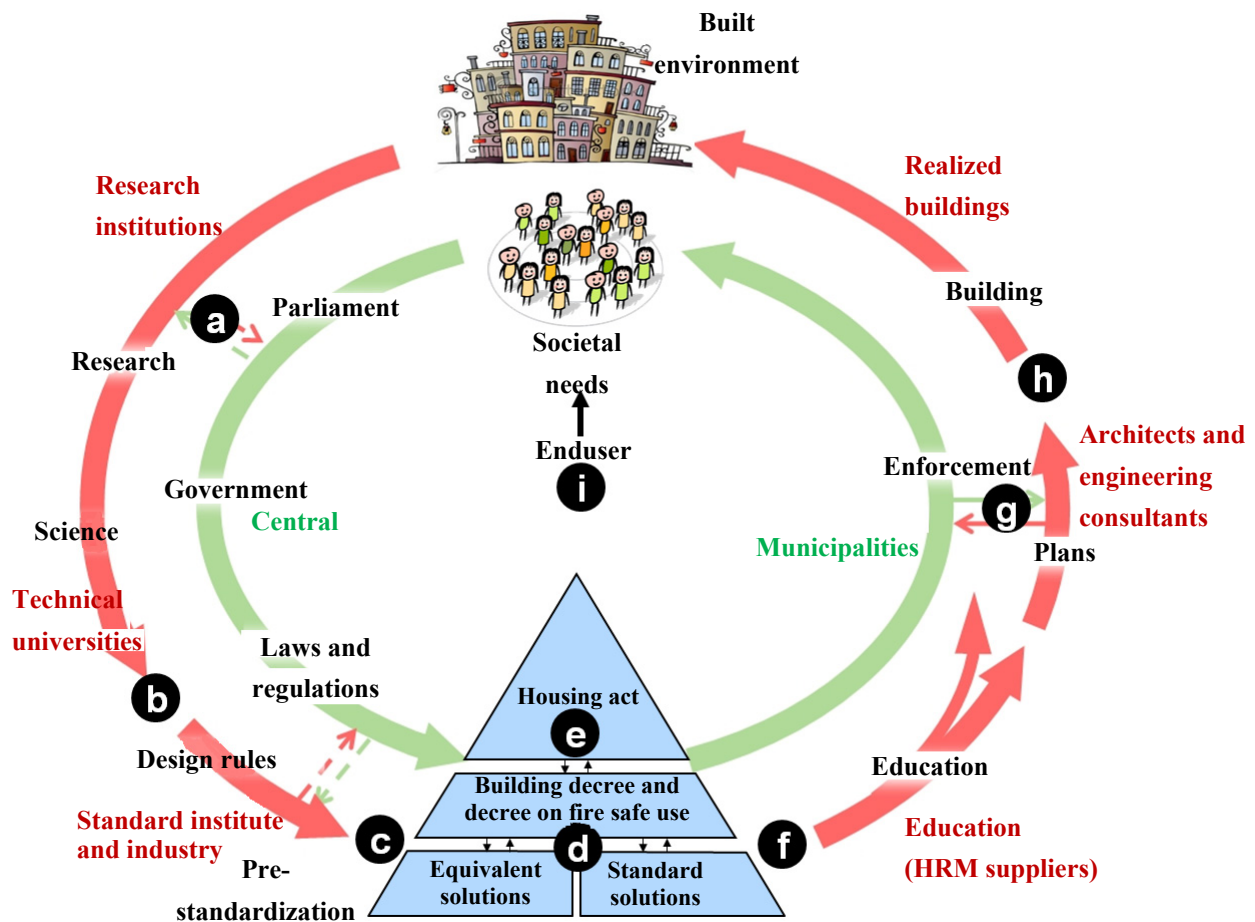 Built
environment
Research
institutions
Realized
buildings
a
Parliament
Building
Research
Societal
needs
h
Enduser
i
Architects and
engineering
consultants
Enforcement
g
Government
Central
Science
Municipalities
Plans
Technical
universities
Laws and
regulations
b
Housing act
e
Design rules
Education
Building decree and
decree on fire safe use
Standard institute
and industry
c
d
f
Education
(HRM suppliers)
Pre-
standardization
Equivalent
solutions
Standard
solutions